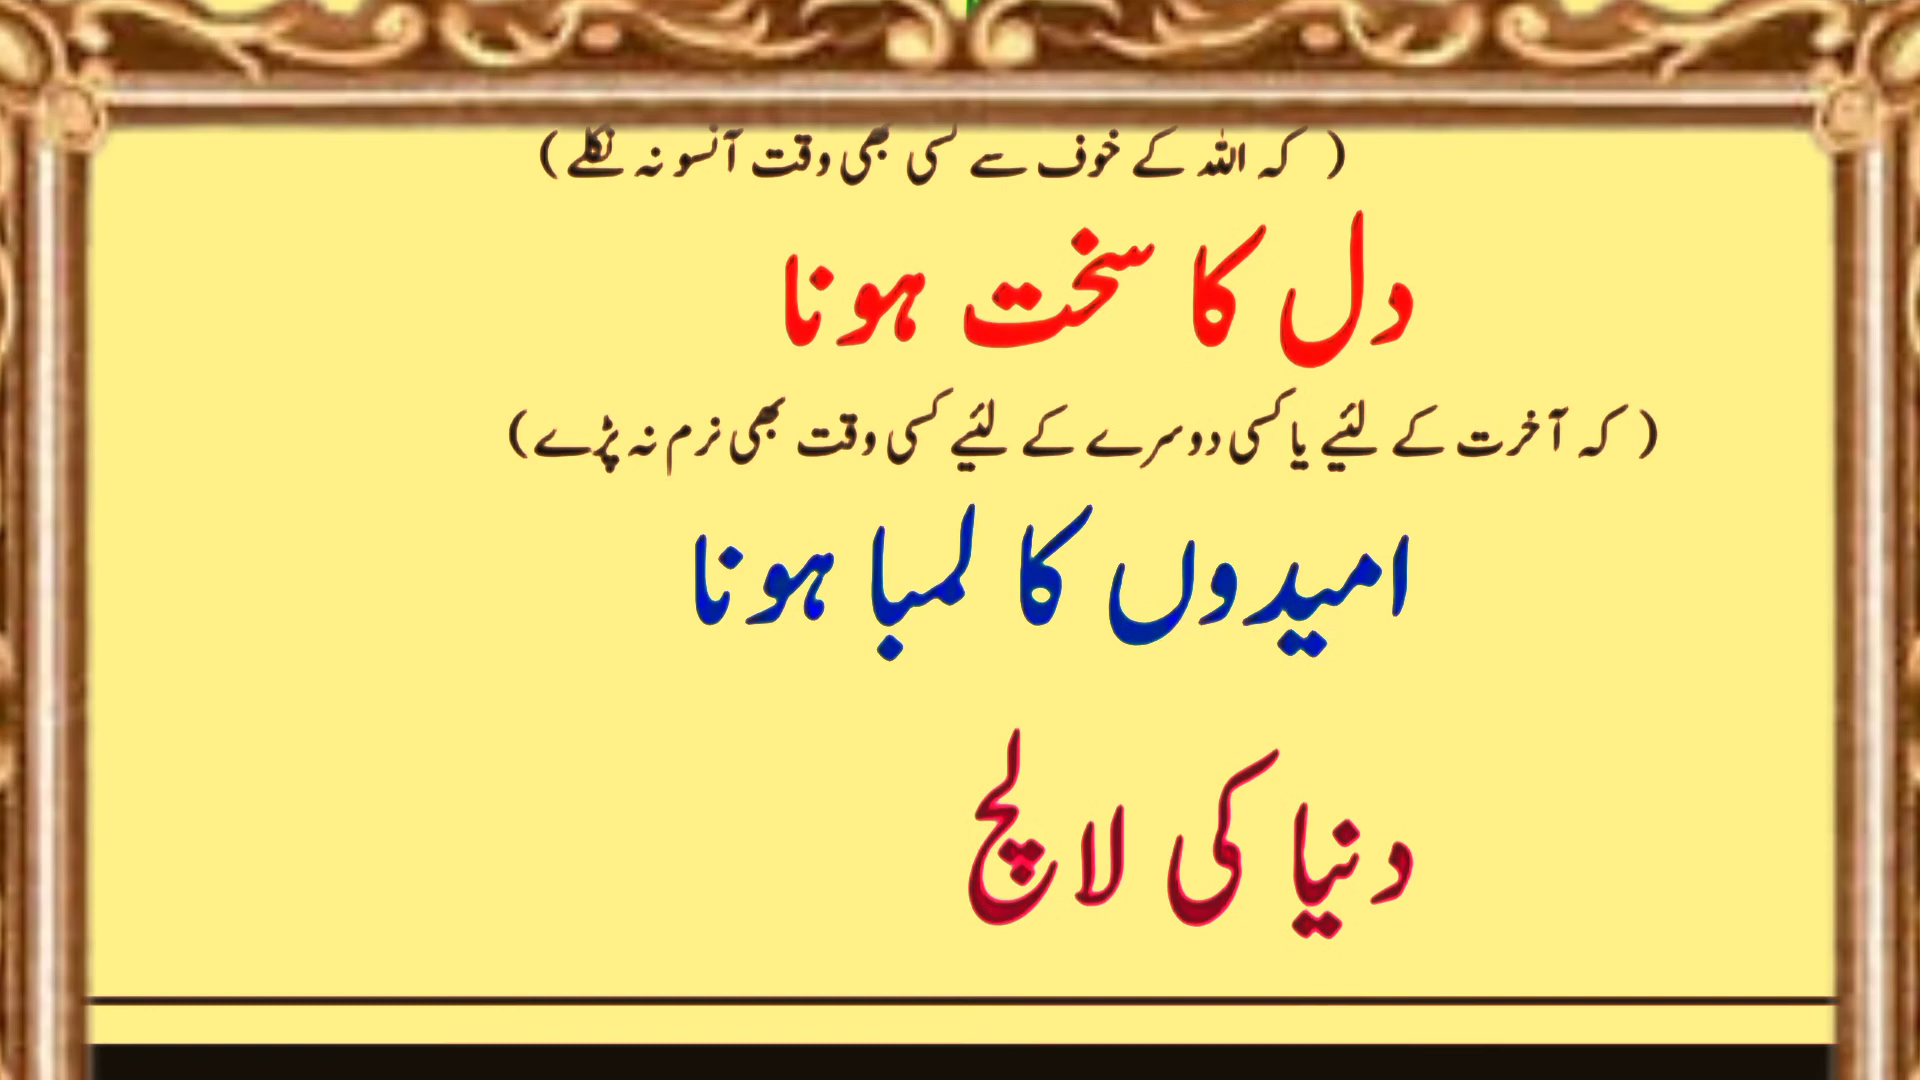 ( کہ اللہ کے خوف سے کسی بھی وقت آنسو نہ نکلے )
دل کا سخت ہونا
( کہ آخرت کے لئیے یا کسی دوسرے کے لئیے کسی وقت بھی نرم نہ پڑے )
امیدوں کا لمبا ہونا
دنیا کی لالچ